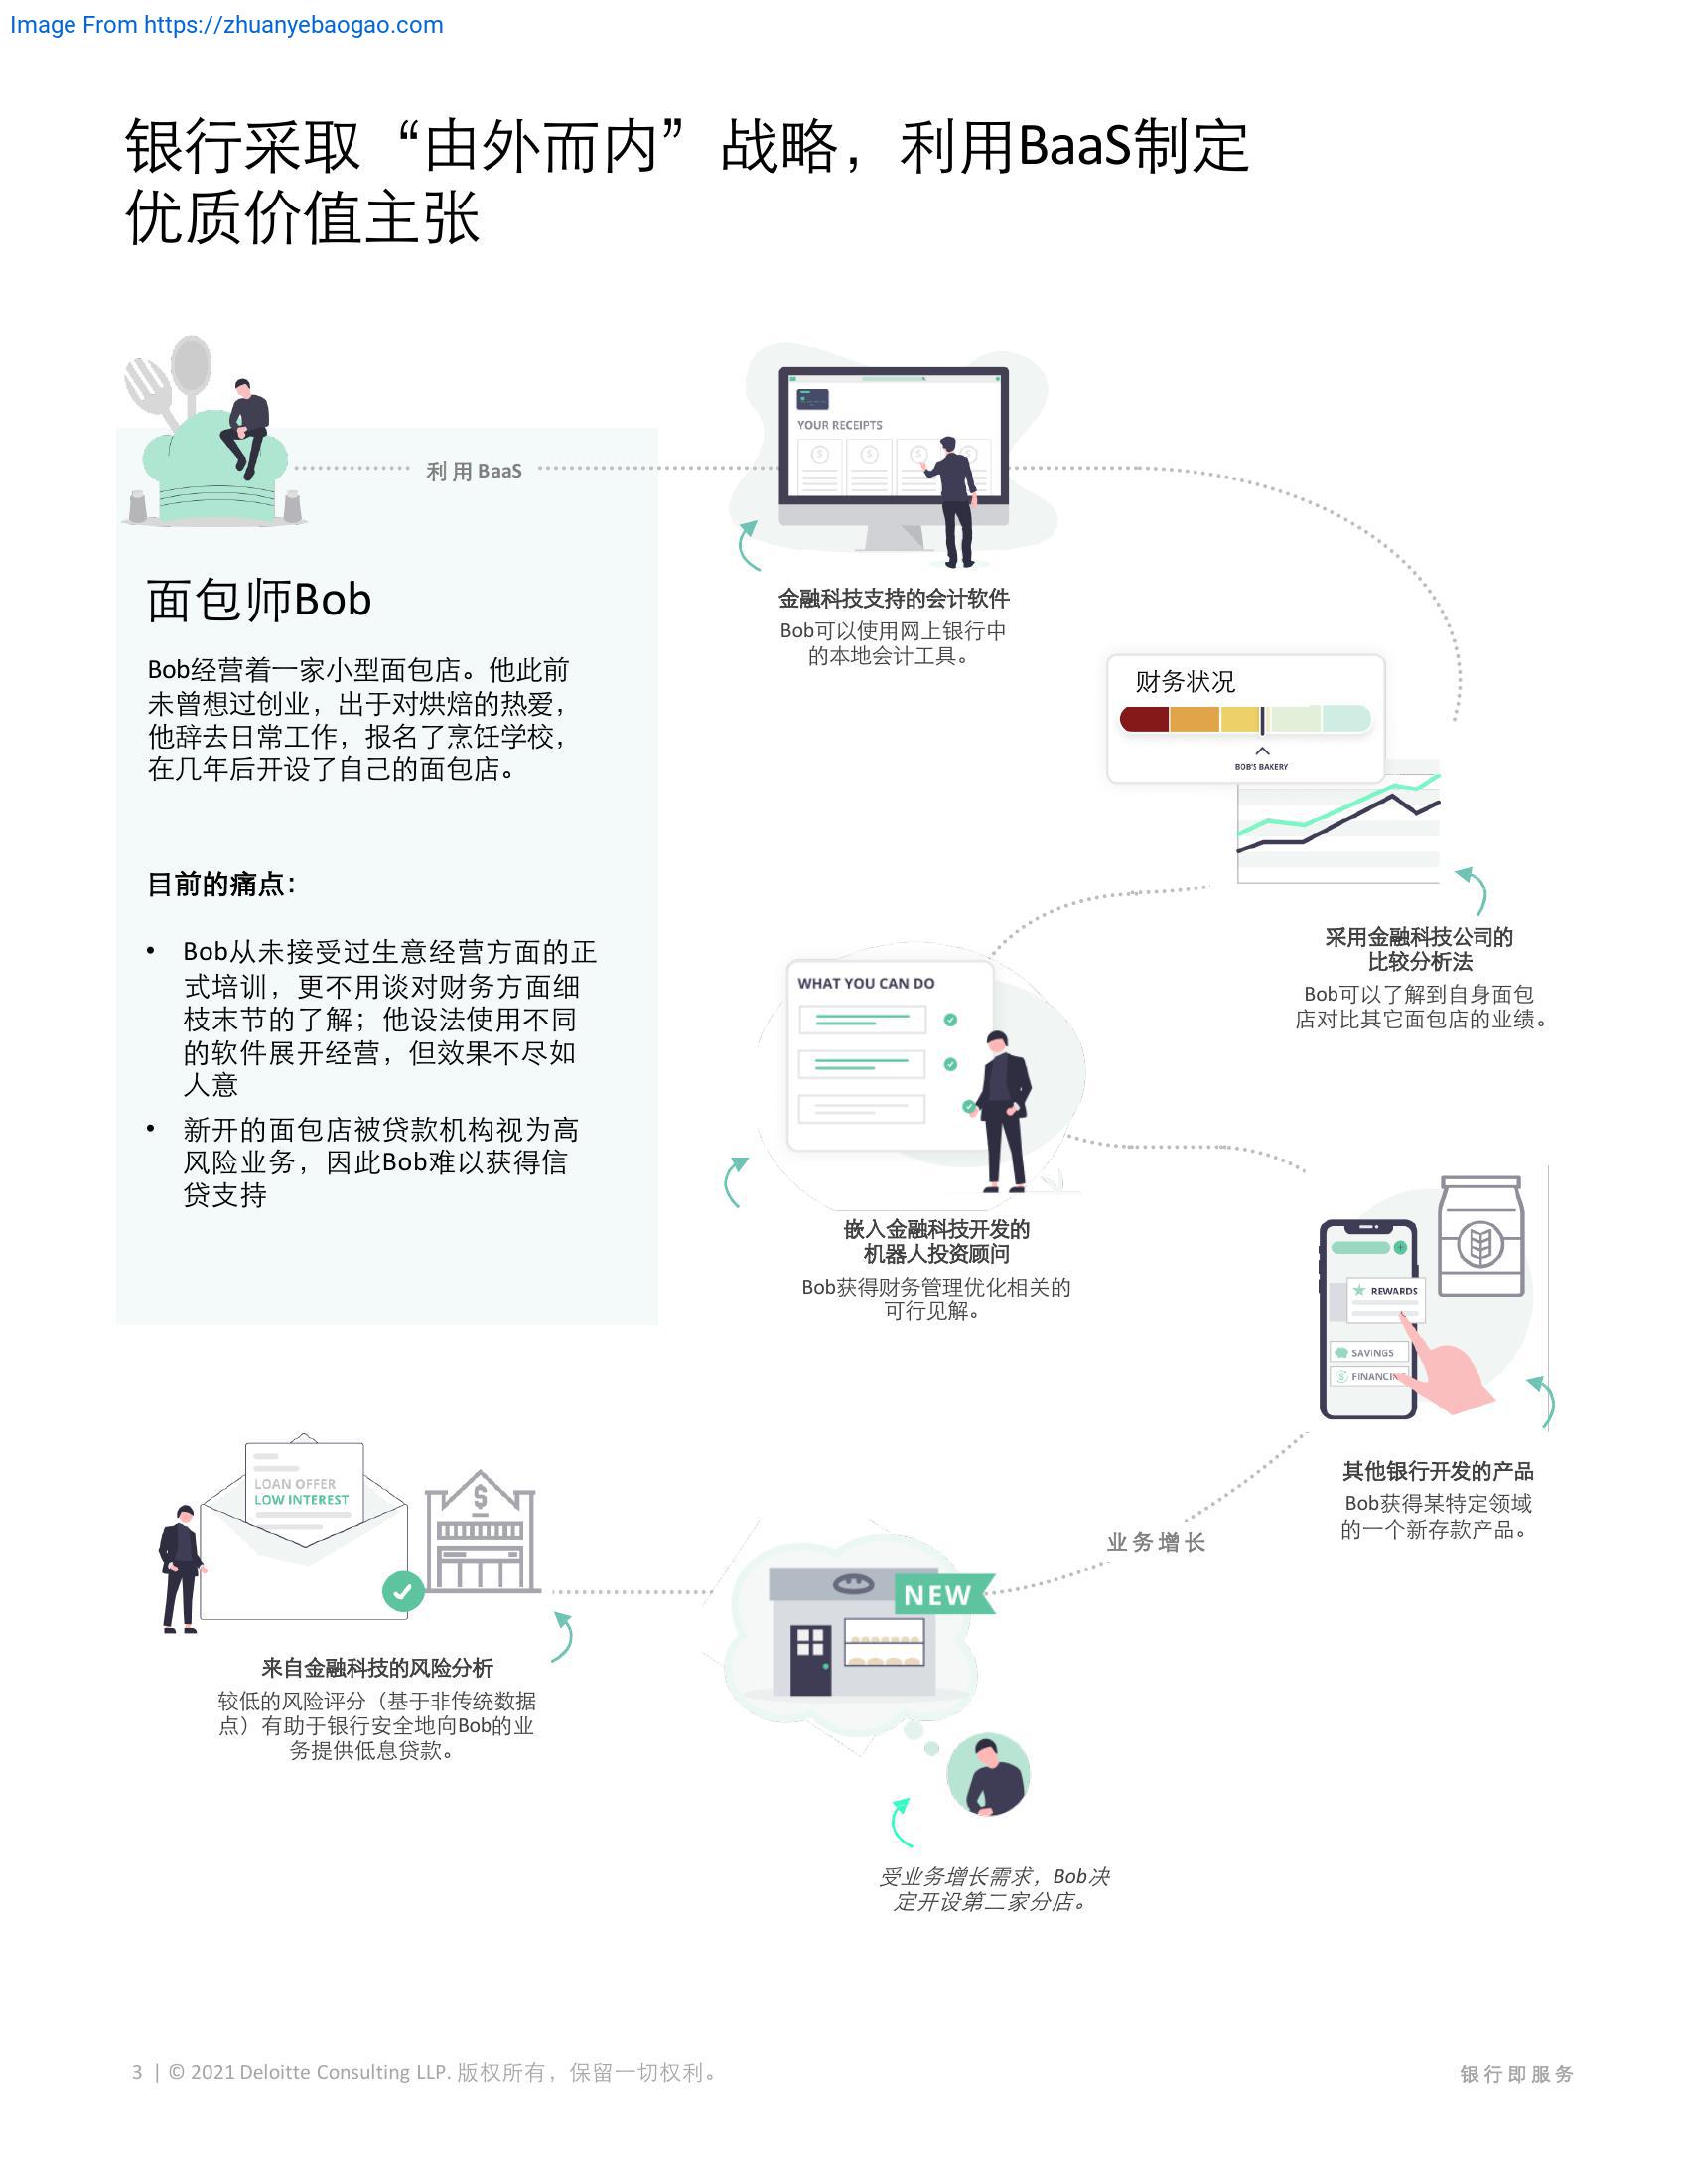 Image From https://zhuanyebaogao.com
银行采取“由外而内”战略，利用BaaS制定
优质价值主张
利用BaaS
YOUR RECEIPTS
面包师Bob
Bob经营着一家小型面包店。他此前
未曾想过创业，出于对烘焙的热爱，
他辞去日常工作，报名了烹饪学校，
在几年后开设了自己的面包店。
目前的痛点：
• Bob从未接受过生意经营方面的正
式培训，更不用谈对财务方面细
枝末节的了解；他设法使用不同
的软件展开经营，但效果不尽如
人意
• 新开的面包店被贷款机构视为高
风险业务，因此Bob难以获得信
贷支持
金融科技支持的会计软件
Bob可以使用网上银行中
的本地会计工具。
财务状况
BOB'S BAKERY
采用金融科技公司的
比较分析法
Bob可以了解到自身面包
店对比其它面包店的业绩。
WHAT YOU CAN DO
嵌入金融科技开发的
机器人投资顾问
Bob获得财务管理优化相关的
可行见解。
REWARDS
SAVINGS
FINANCING
其他银行开发的产品
Bob获得某特定领域
的一个新存款产品。
业务增长
NEW
受业务增长需求，Bob决
定开设第二家分店。
LOAN OFFER
LOW INTEREST
来自金融科技的风险分析
较低的风险评分（基于非传统数据
点）有助于银行安全地向Bob的业
务提供低息贷款。
3 | © 2021 Deloitte Consulting LLP. 版权所有，保留一切权利。
银行即服务